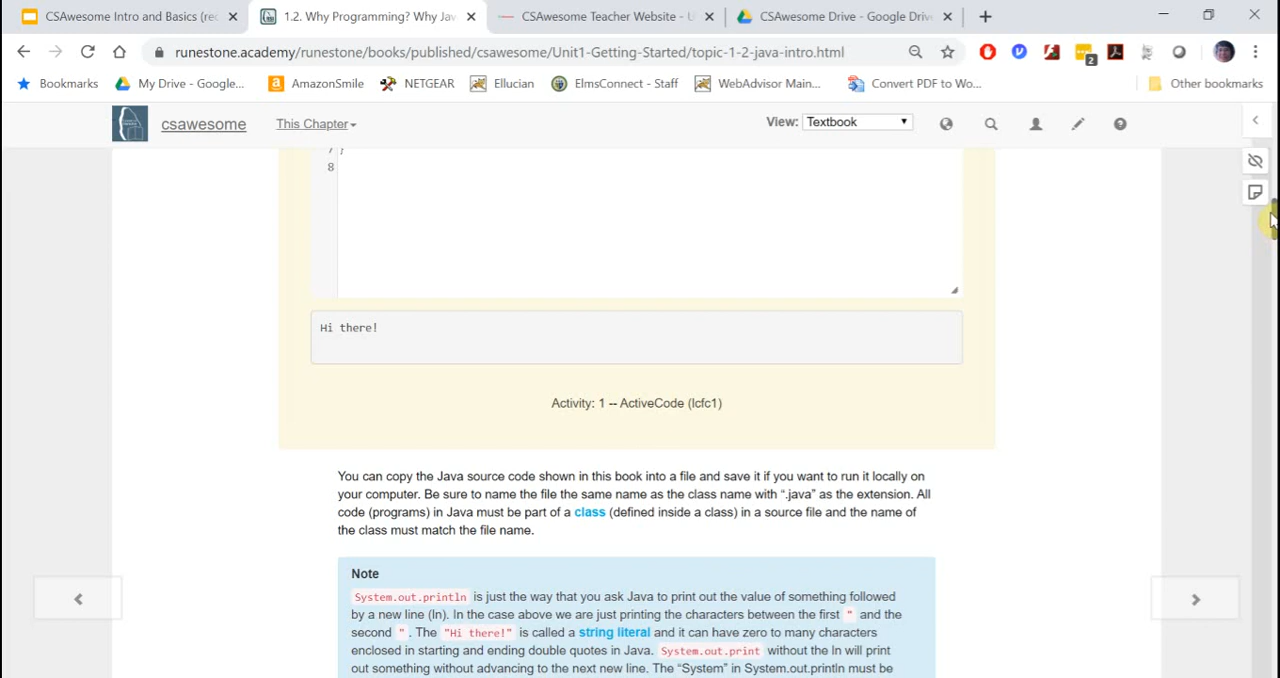 CSAwesome Intro and Basics (rec
1.2. Why Programming? Why Jav
CSAwesome Teacher Website - U
CSAwesome Drive - Google Drive
runestone.academy/runestone/books/published/csawesome/Unit1-Getting-Started/topic-1-2-java-intro.html
2
Bookmarks
My Drive - Google...
AmazonSmile
NETGEAR
Ellucian
ElmsConnect - Staff
WebAdvisor Main...
Convert PDF to Wo...
Other bookmarks
csawesome
This Chapter
View:
Textbook
7 }
8
Hi there!
Activity: 1 -- ActiveCode (lcfc1)
You can copy the Java source code shown in this book into a file and save it if you want to run it locally on
your computer. Be sure to name the file the same name as the class name with “.java” as the extension. All
code (programs) in Java must be part of a class (defined inside a class) in a source file and the name of
the class must match the file name.
Note
System.out.println is just the way that you ask Java to print out the value of something followed
by a new line (ln). In the case above we are just printing the characters between the first " and the
second ". The "Hi there!" is called a string literal and it can have zero to many characters
enclosed in starting and ending double quotes in Java. System.out.print without the ln will print
out something without advancing to the next new line. The “System” in System.out.println must be